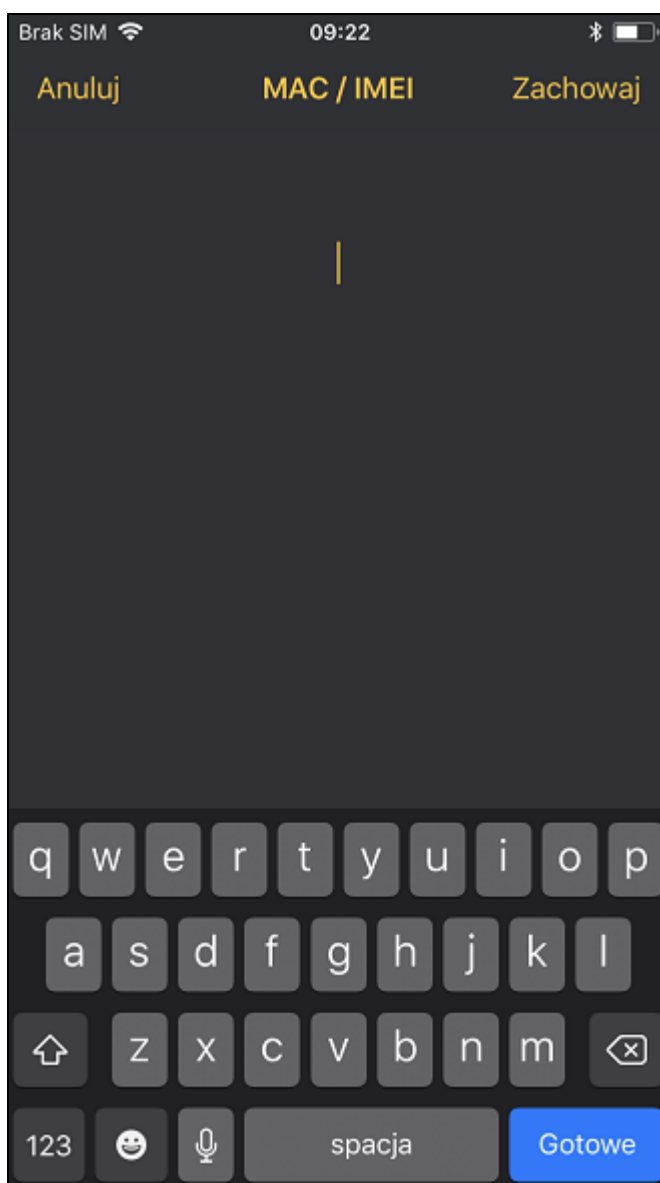 Brak SIM 09:22
Anuluj MAC / IMEI Zachowaj
q w e r t y u i o p
a s d f g h j k l
z x c v b n m
123 spacja Gotowe